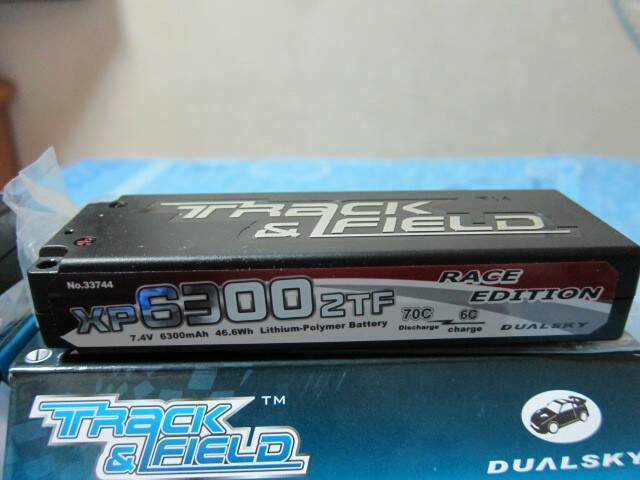 TRACK
& FIELD
No.33744
XP6300 2TF
7.4V 6300mAh 46.6Wh Lithium-Polymer Battery
70C 6C
Discharge charge
RACE
EDITION
DUALSKY
TRACK ™
& FIELD
DUALSKY